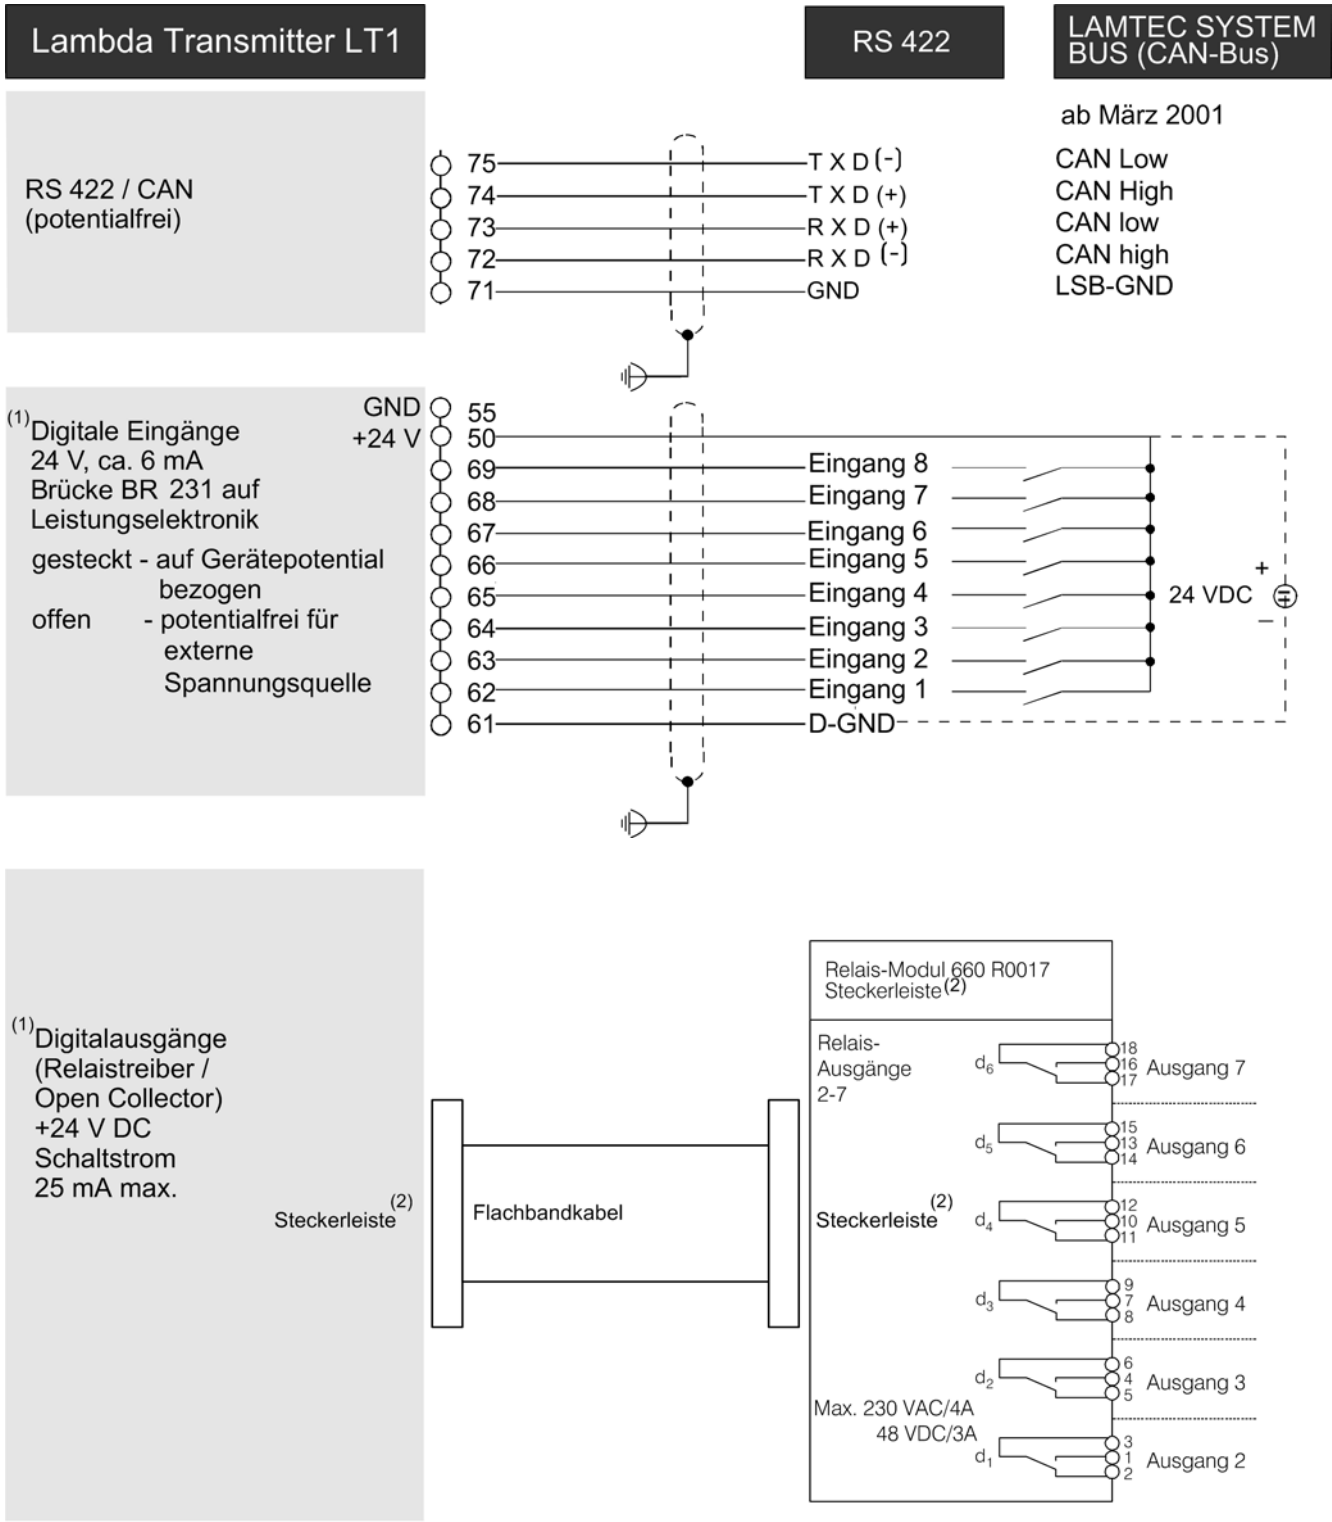 Lambda Transmitter LT1
RS 422
LAMTEC SYSTEM
BUS (CAN-Bus)
ab März 2001
RS 422 / CAN
(potentialfrei)
75 TXD (-) CAN Low
74 TXD (+) CAN High
73 RXD (+) CAN low
72 RXD (-) CAN high
71 GND LSB-GND
(1) Digitale Eingänge
24 V, ca. 6 mA
Brücke BR 231 auf
Leistungselektronik
gesteckt - auf Gerätepotential
bezogen
offen - potentialfrei für
externe
Spannungsquelle
GND 55
+24 V 50
69 Eingang 8
68 Eingang 7
67 Eingang 6
66 Eingang 5
65 Eingang 4
64 Eingang 3
63 Eingang 2
62 Eingang 1
61 D-GND
+
24 VDC
–
(1) Digitalausgänge
(Relaistreiber /
Open Collector)
+24 V DC
Schaltstrom
25 mA max.
Steckerleiste (2)
Flachbandkabel
Relais-Modul 660 R0017
Steckerleiste (2)
Relais-
Ausgänge
2-7
Steckerleiste (2)
Max. 230 VAC/4A
48 VDC/3A
d6 18 16 17 Ausgang 7
d5 15 13 14 Ausgang 6
d4 12 10 11 Ausgang 5
d3 9 7 8 Ausgang 4
d2 6 4 5 Ausgang 3
d1 3 1 2 Ausgang 2